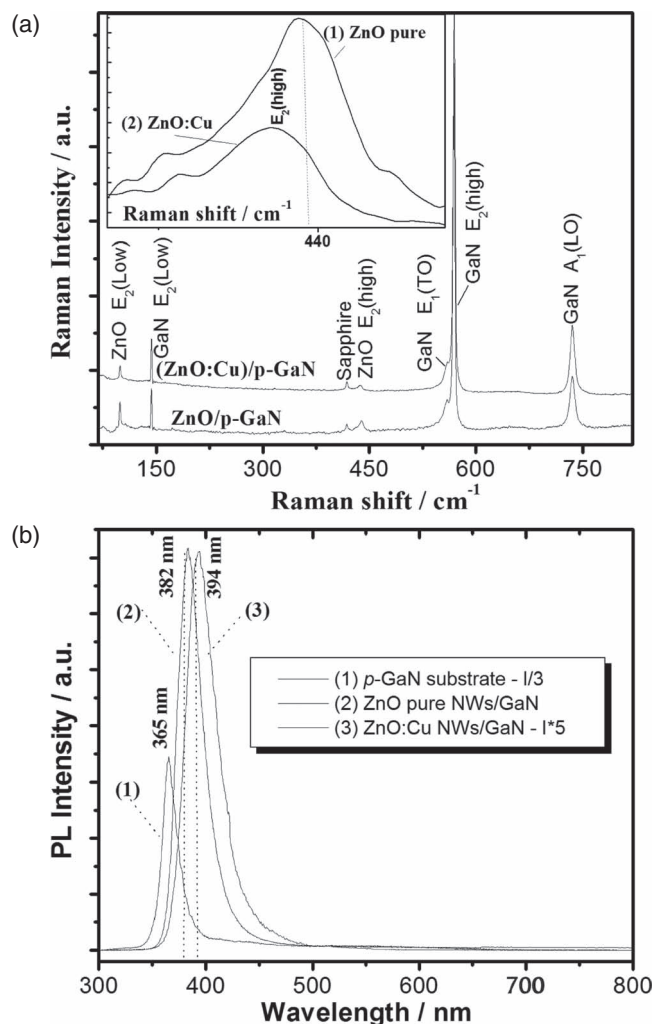 (a)
(1) ZnO pure
E₂(high)
(2) ZnO:Cu
Raman shift / cm⁻¹
440
Raman Intensity / a.u.
ZnO E₂(Low)
GaN E₂(Low)
Sapphire
ZnO E₂(high)
GaN E₁(TO)
GaN E₂(high)
GaN A₁(LO)
(ZnO:Cu)/p-GaN
ZnO/p-GaN
150 300 450 600 750
Raman shift / cm⁻¹
(b)
382 nm
394 nm
(2)
(3)
365 nm
(1)
(1) p-GaN substrate - I/3
(2) ZnO pure NWs/GaN
(3) ZnO:Cu NWs/GaN - I*5
PL Intensity / a.u.
300 400 500 600 700 800
Wavelength / nm